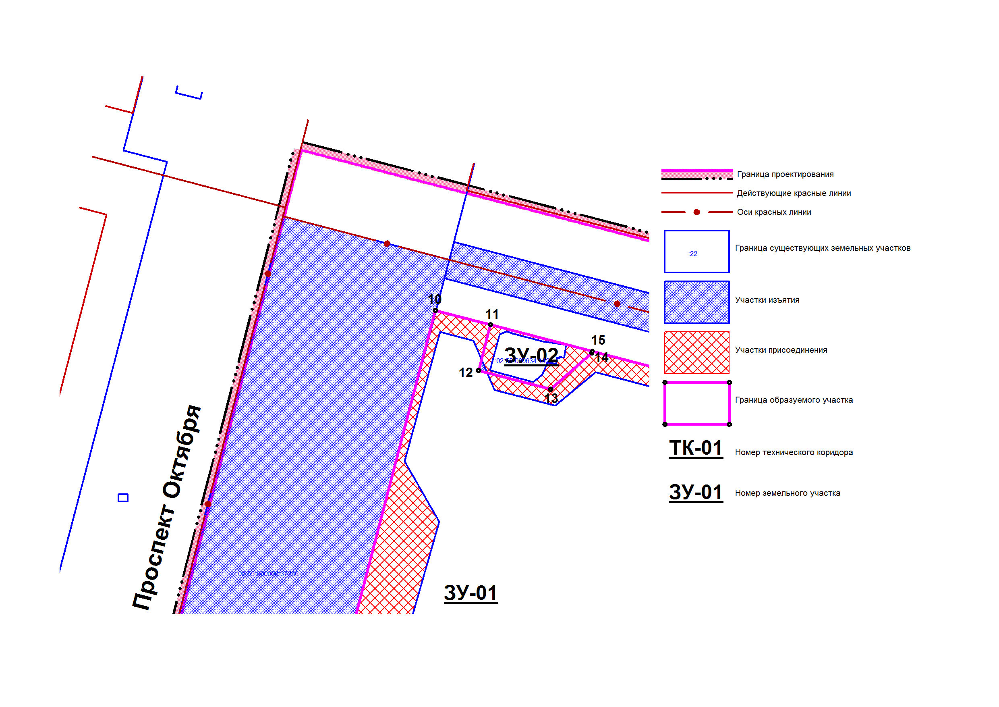 10
11
15
14
ЗУ-02
12
13
Проспект Октября
02:55:000000:37256
ЗУ-01
Граница проектирования
Действующие красные линии
Оси красных линии
:22
Граница существующих земельных участков
Участки изъятия
Участки присоединения
Граница образуемого участка
ТК-01
Номер технического коридора
ЗУ-01
Номер земельного участка